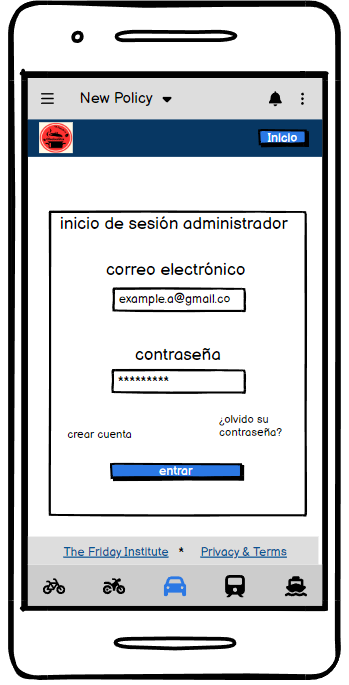 New Policy
Inicio
inicio de sesión administrador
correo electrónico
example.a@gmail.co
contraseña
*********
¿olvido su
contraseña?
crear cuenta
entrar
The Friday Institute * Privacy & Terms